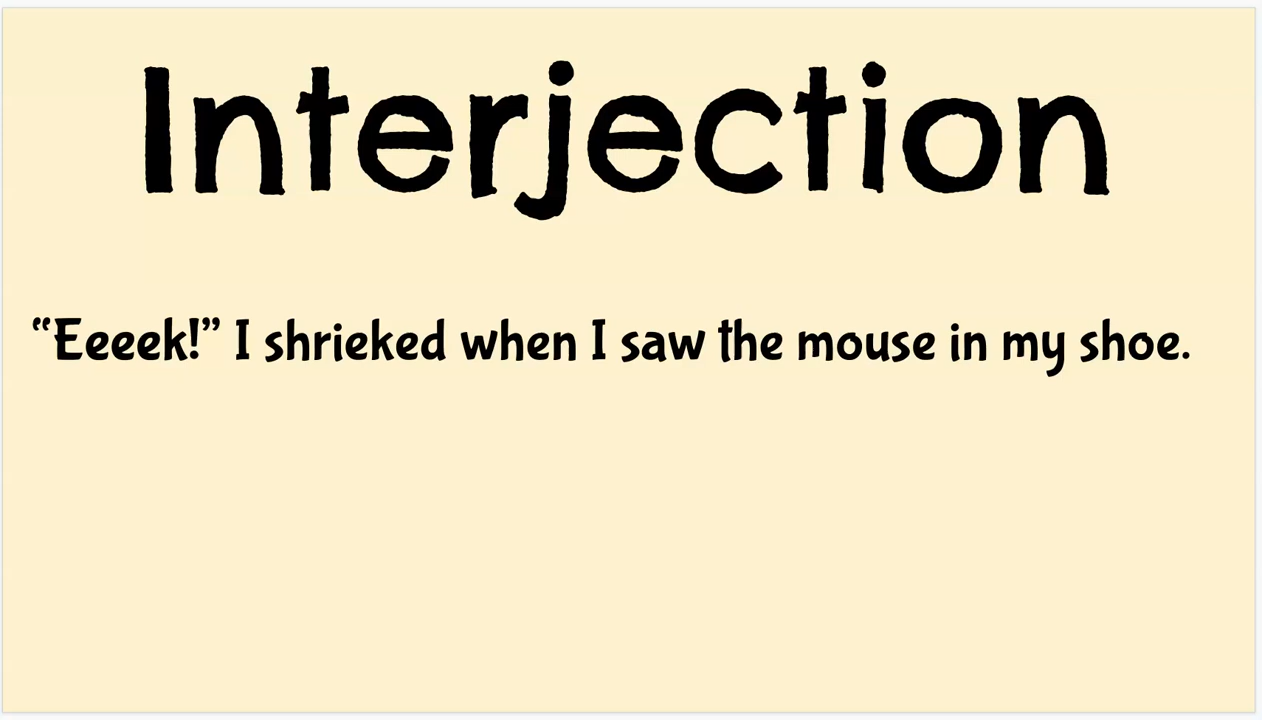 Interjection
“Eeeek!” I shrieked when I saw the mouse in my shoe.